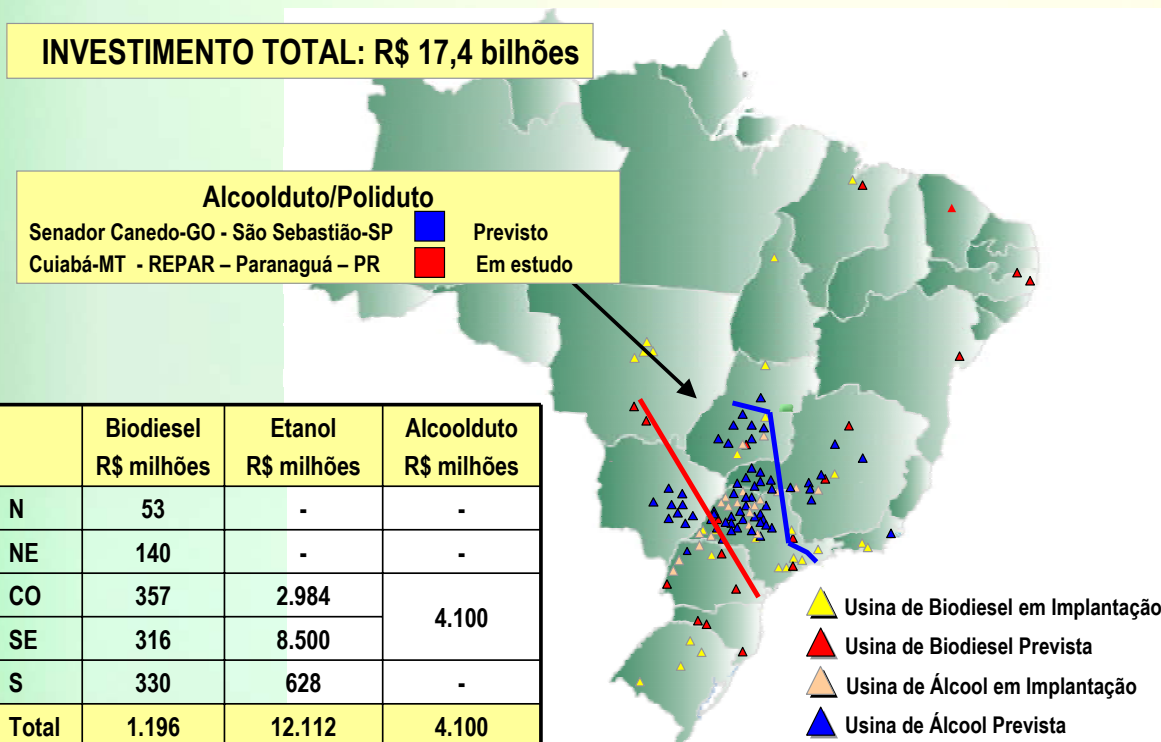 INVESTIMENTO TOTAL: R$ 17,4 bilhões
Alcoolduto/Poliduto
Senador Canedo-GO - São Sebastião-SP Previsto
Cuiabá-MT - REPAR – Paranaguá – PR Em estudo
Biodiesel Etanol Alcoolduto
R$ milhões R$ milhões R$ milhões
N 53 - -
NE 140 - -
CO 357 2.984
4.100
SE 316 8.500
S 330 628 -
Total 1.196 12.112 4.100
Usina de Biodiesel em Implantação
Usina de Biodiesel Prevista
Usina de Álcool em Implantação
Usina de Álcool Prevista